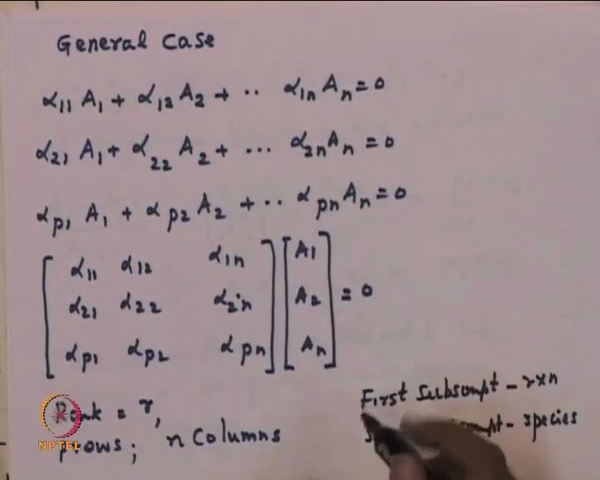 General Case
α11 A1 + α12 A2 + .. α1n An = 0
α21 A1 + α22 A2 + ... α2n An = 0
αp1 A1 + αp2 A2 + .. αpn An = 0
[ α11 α12 α1n ] [ A1 ]
[ α21 α22 α2n ] [ A2 ] = 0
[ αp1 αp2 αpn ] [ An ]
Rank = r,
p rows; n Columns
First Subscript - rxn
species
NPTEL